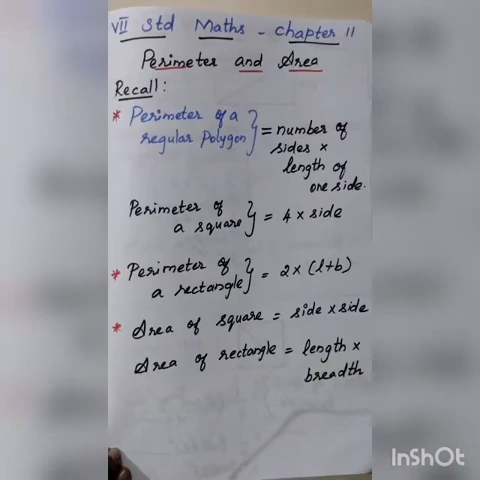 VII Std Maths - Chapter 11
Perimeter and Area
Recall:
* Perimeter of a
regular Polygon } = number of
sides x
length of
one side.
Perimeter of
a square } = 4 x side
* Perimeter of
a rectangle } = 2 x (l+b)
* Area of square = side x side
Area of rectangle = length x
breadth
InShOt